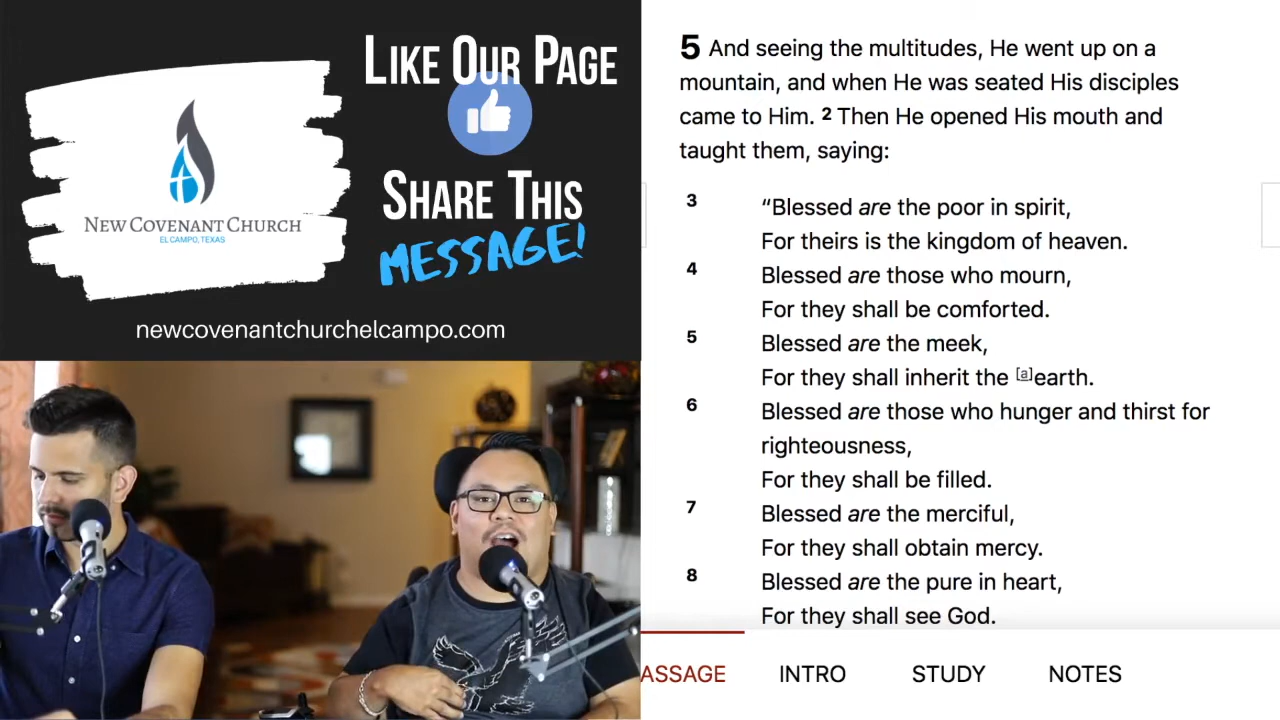 LIKE OUR PAGE
SHARE THIS
MESSAGE!
NEW COVENANT CHURCH
EL CAMPO, TEXAS
newcovenantchurchelcampo.com
5 And seeing the multitudes, He went up on a
mountain, and when He was seated His disciples
came to Him. 2 Then He opened His mouth and
taught them, saying:
3 “Blessed are the poor in spirit,
For theirs is the kingdom of heaven.
4 Blessed are those who mourn,
For they shall be comforted.
5 Blessed are the meek,
For they shall inherit the [a]earth.
6 Blessed are those who hunger and thirst for
righteousness,
For they shall be filled.
7 Blessed are the merciful,
For they shall obtain mercy.
8 Blessed are the pure in heart,
For they shall see God.
ASSAGE INTRO STUDY NOTES